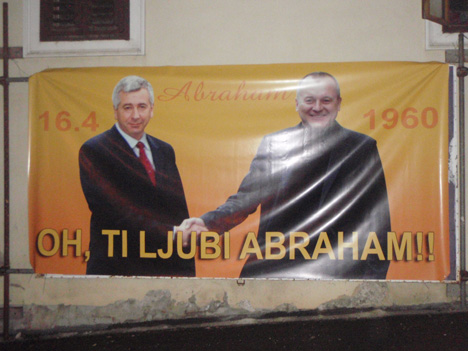 Abraham
16.4
1960
OH, TI LJUBI ABRAHAM!!